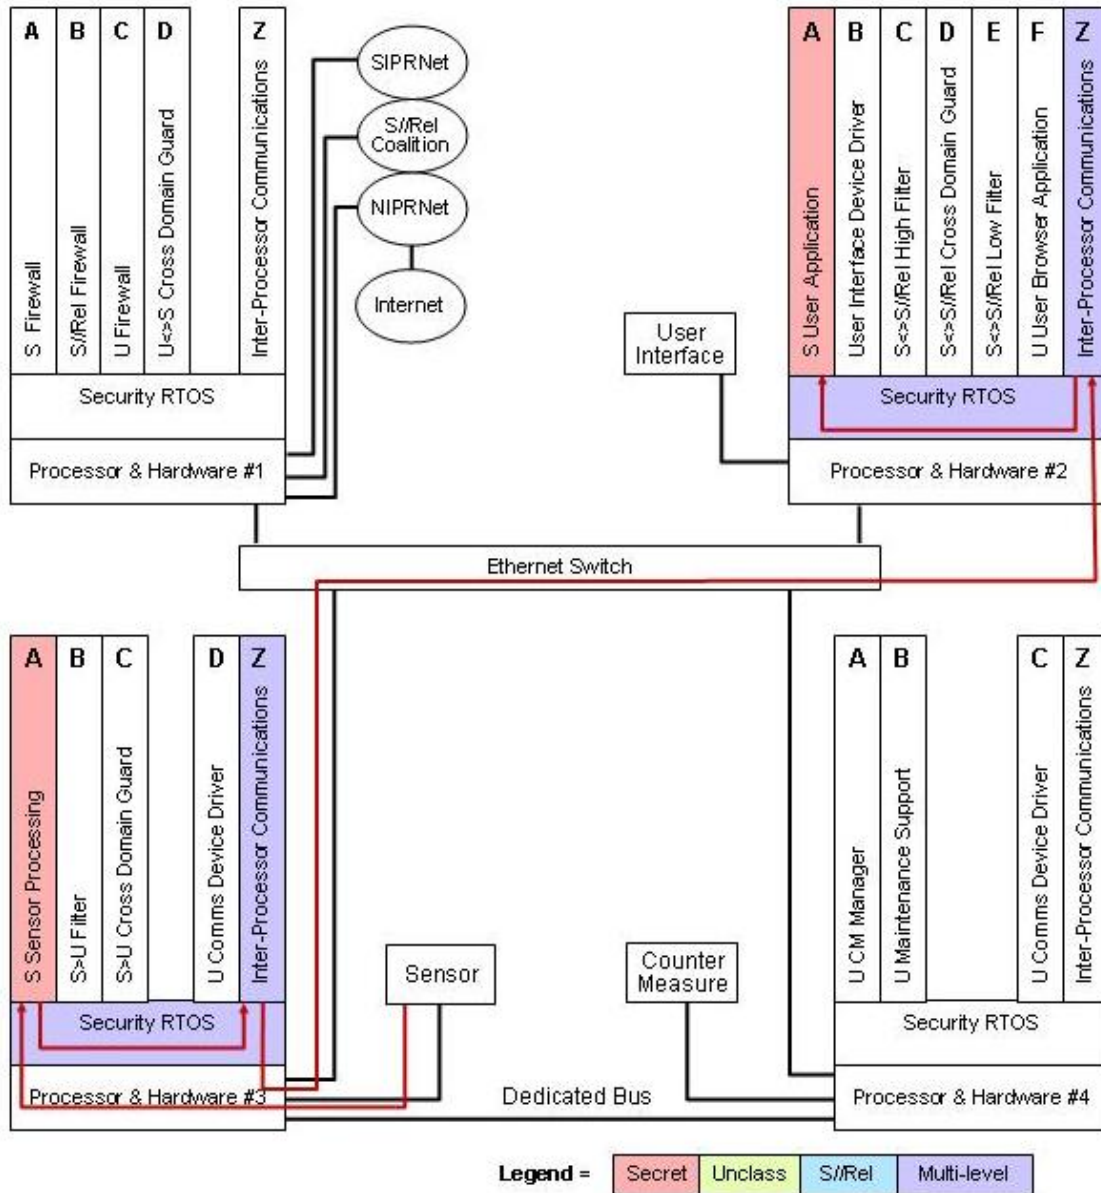 A
S Firewall
B
S//Rel Firewall
C
U Firewall
D
U<>S Cross Domain Guard
Z
Inter-Processor Communications
Security RTOS
Processor & Hardware #1
SIPRNet
S//Rel
Coalition
NIPRNet
Internet
User
Interface
A
S User Application
B
User Interface Device Driver
C
S<>S//Rel High Filter
D
S<>S//Rel Cross Domain Guard
E
S<>S//Rel Low Filter
F
U User Browser Application
Z
Inter-Processor Communications
Security RTOS
Processor & Hardware #2
Ethernet Switch
A
S Sensor Processing
B
S>U Filter
C
S>U Cross Domain Guard
D
U Comms Device Driver
Z
Inter-Processor Communications
Security RTOS
Processor & Hardware #3
Sensor
Counter
Measure
Dedicated Bus
A
U CM Manager
B
U Maintenance Support
C
U Comms Device Driver
Z
Inter-Processor Communications
Security RTOS
Processor & Hardware #4
Legend = Secret Unclass S//Rel Multi-level